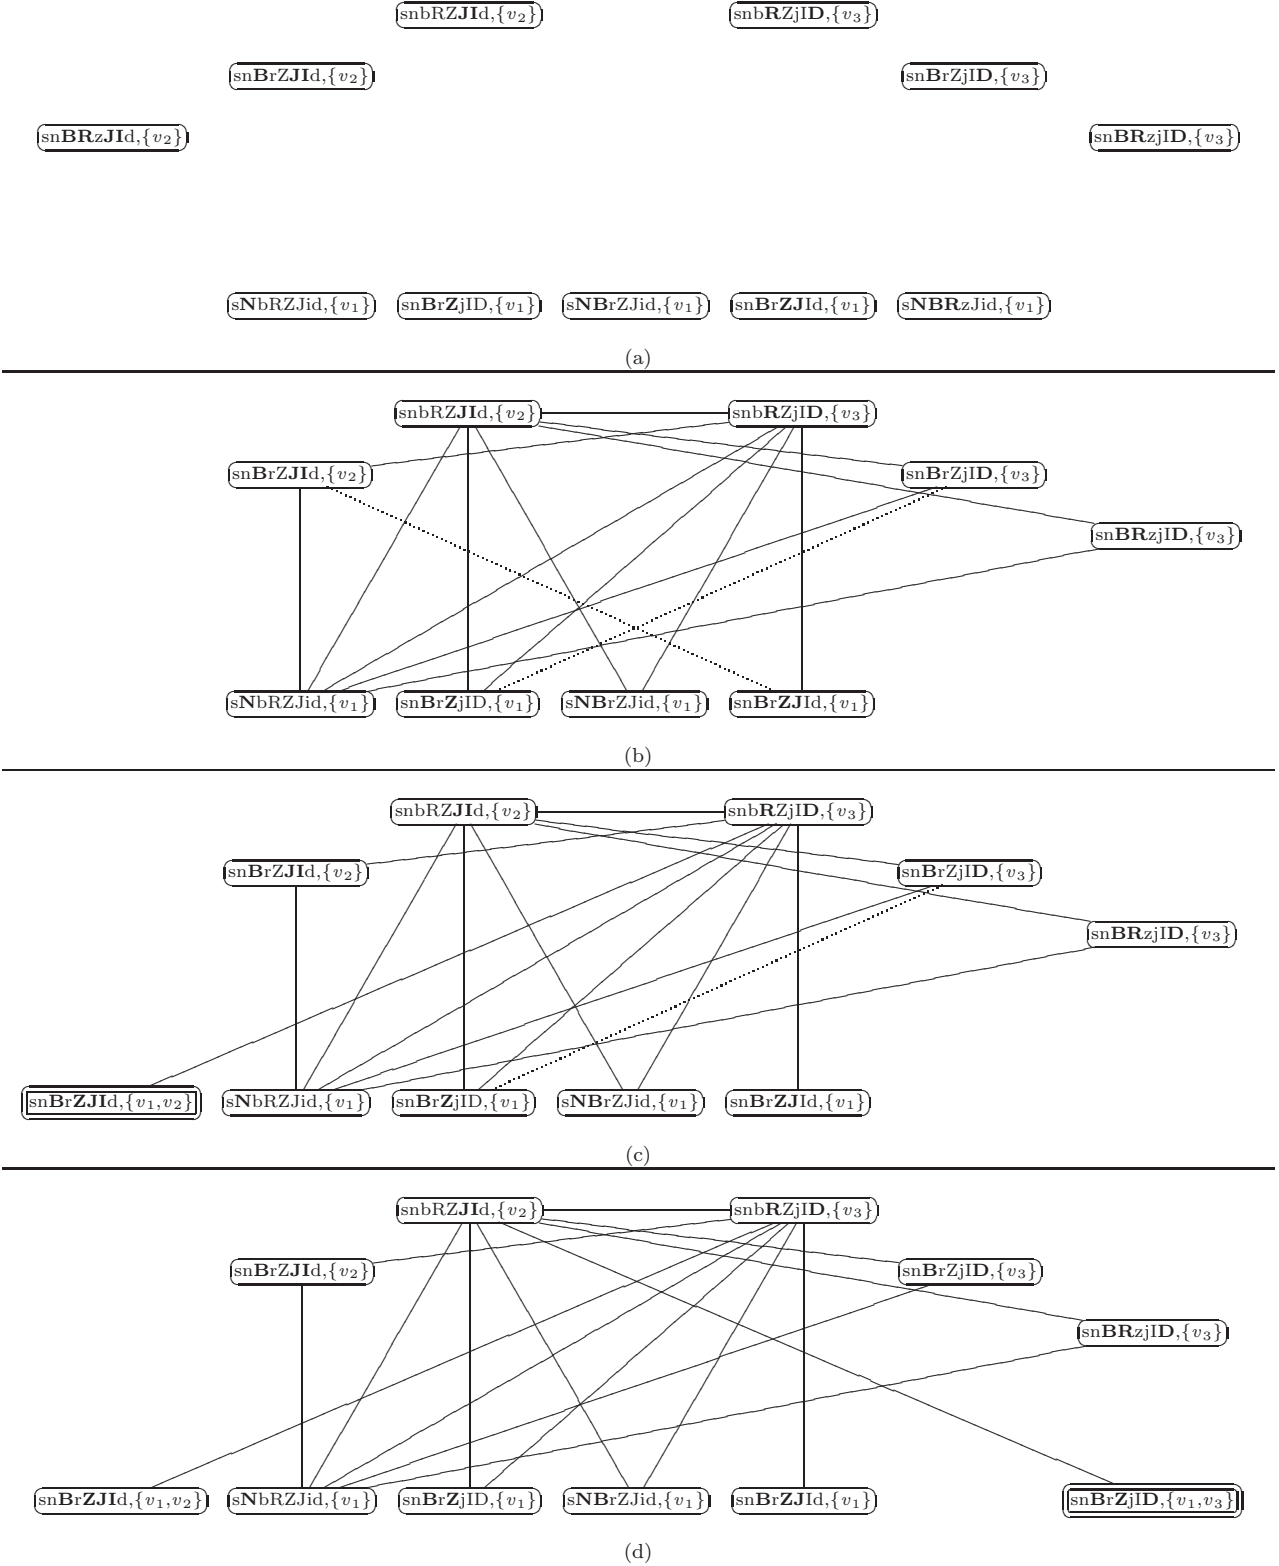 snbRZJId,{v₂} snbRZjID,{v₃}
snBrZJId,{v₂} snBrZjID,{v₃}
snBRzJId,{v₂} snBRzjID,{v₃}
sNbRZJid,{v₁} snBrZjID,{v₁} sNBrZJid,{v₁} snBrZJId,{v₁} sNBRzJid,{v₁}
(a)
snbRZJId,{v₂} snbRZjID,{v₃}
snBrZJId,{v₂} snBrZjID,{v₃}
snBRzjID,{v₃}
sNbRZJid,{v₁} snBrZjID,{v₁} sNBrZJid,{v₁} snBrZJId,{v₁}
(b)
snbRZJId,{v₂} snbRZjID,{v₃}
snBrZJId,{v₂} snBrZjID,{v₃}
snBRzjID,{v₃}
snBrZJId,{v₁,v₂} sNbRZJid,{v₁} snBrZjID,{v₁} sNBrZJid,{v₁} snBrZJId,{v₁}
(c)
snbRZJId,{v₂} snbRZjID,{v₃}
snBrZJId,{v₂} snBrZjID,{v₃}
snBRzjID,{v₃}
snBrZJId,{v₁,v₂} sNbRZJid,{v₁} snBrZjID,{v₁} sNBrZJid,{v₁} snBrZJId,{v₁} snBrZjID,{v₁,v₃}
(d)